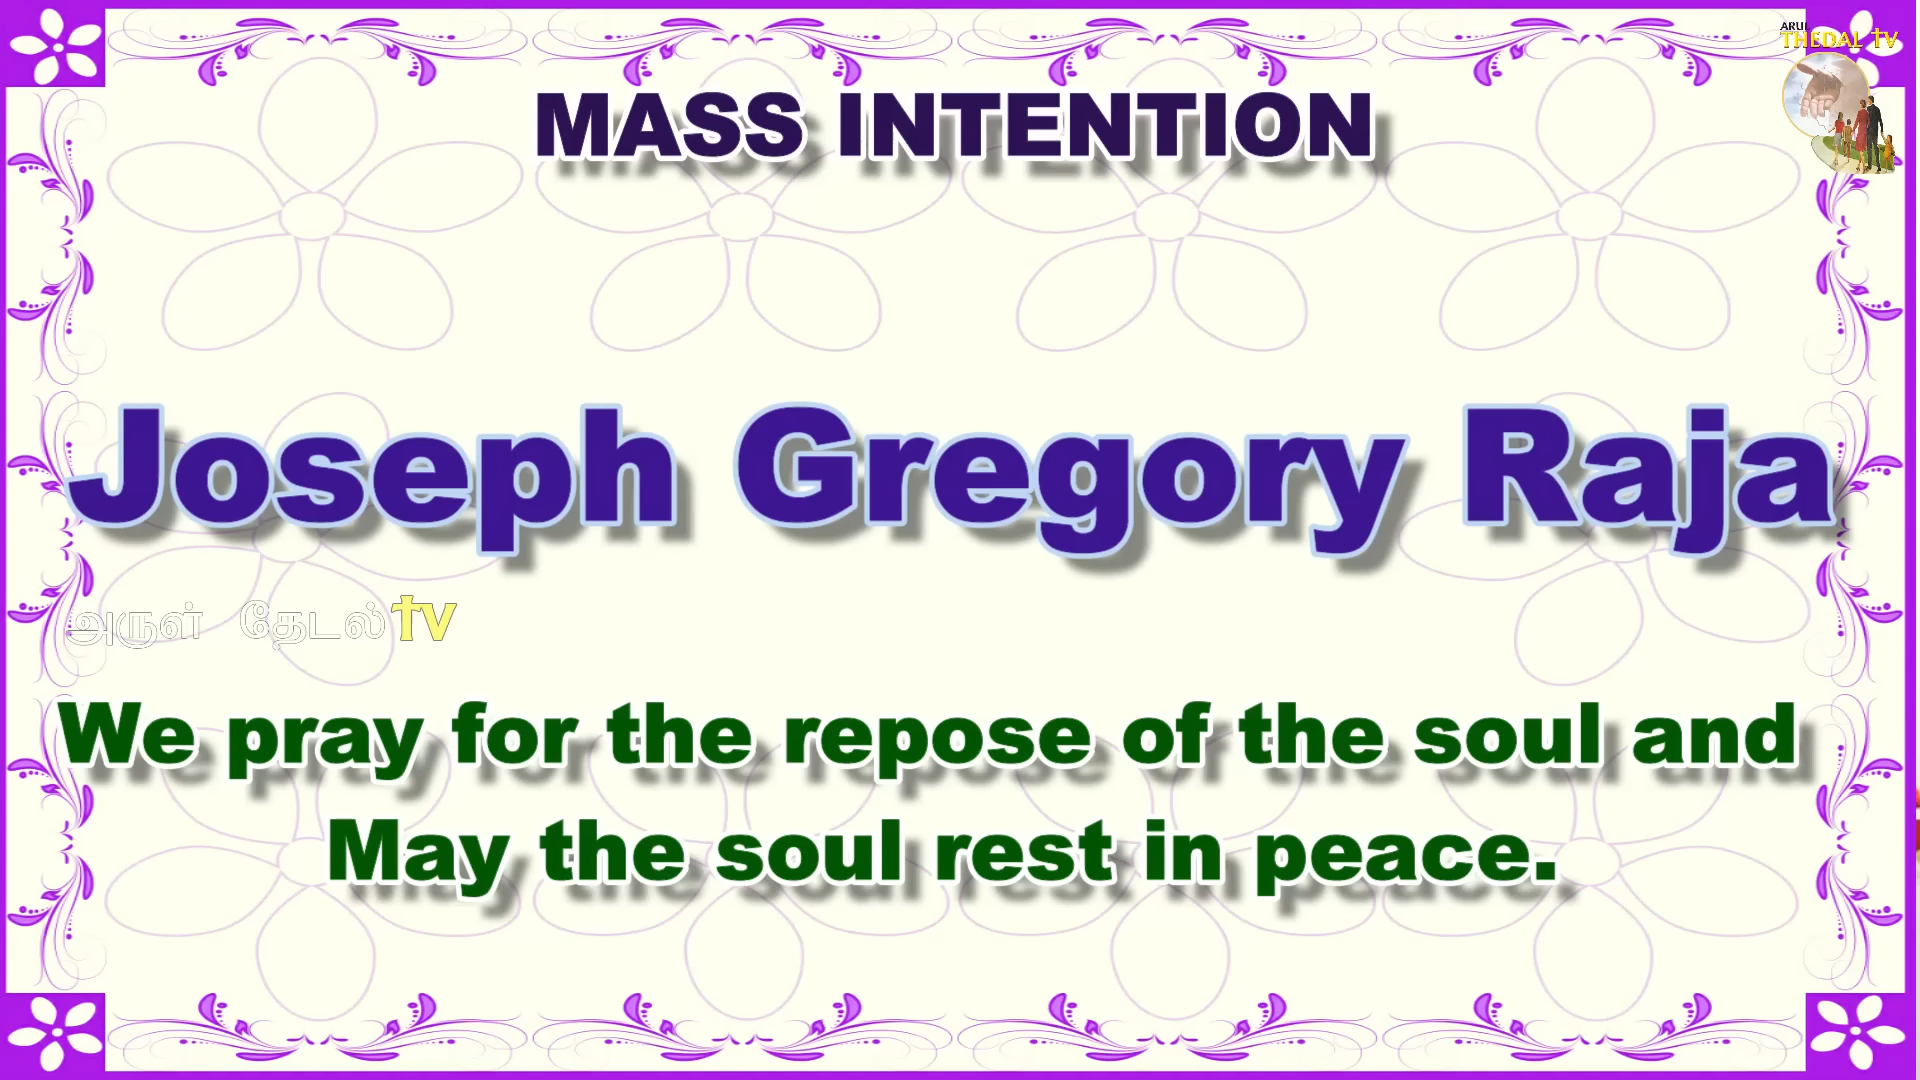 ARUL
THEDAL TV
MASS INTENTION
Joseph Gregory Raja
அருள் தேடல் TV
We pray for the repose of the soul and
May the soul rest in peace.